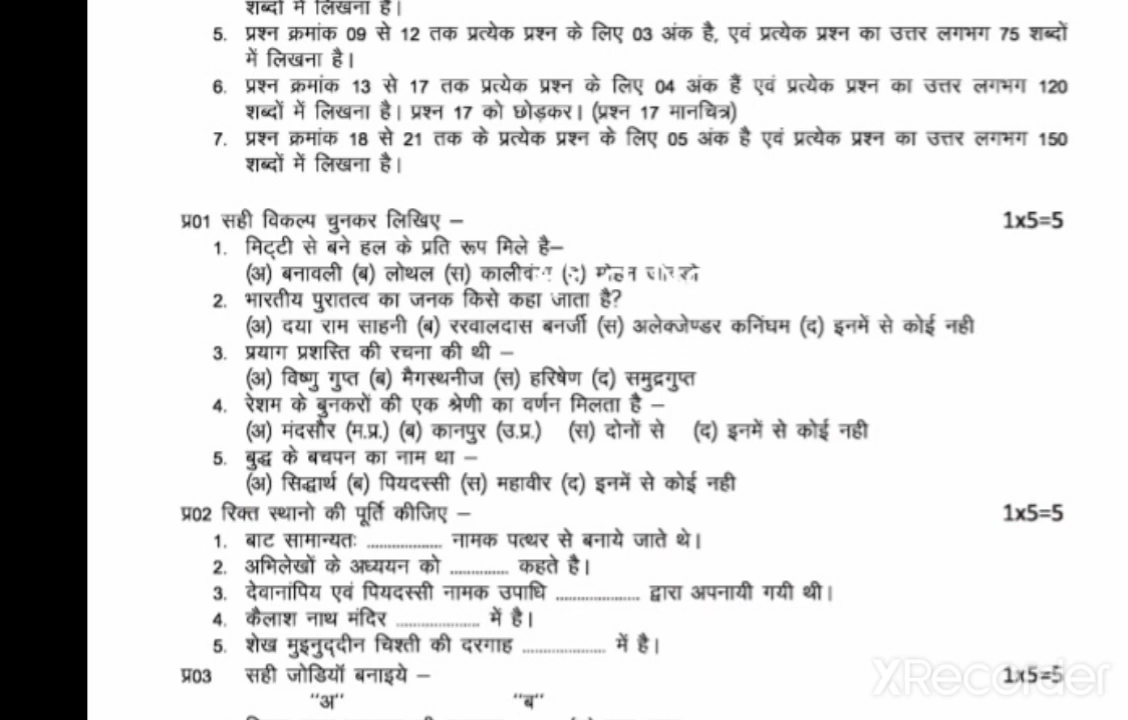 शब्दों में लिखना है।
5. प्रश्न क्रमांक 09 से 12 तक प्रत्येक प्रश्न के लिए 03 अंक है, एवं प्रत्येक प्रश्न का उत्तर लगभग 75 शब्दों
में लिखना है।
6. प्रश्न क्रमांक 13 से 17 तक प्रत्येक प्रश्न के लिए 04 अंक हैं एवं प्रत्येक प्रश्न का उत्तर लगभग 120
शब्दों में लिखना है। प्रश्न 17 को छोड़कर। (प्रश्न 17 मानचित्र)
7. प्रश्न क्रमांक 18 से 21 तक के प्रत्येक प्रश्न के लिए 05 अंक है एवं प्रत्येक प्रश्न का उत्तर लगभग 150
शब्दों में लिखना है।
प्र01 सही विकल्प चुनकर लिखिए – 1x5=5
1. मिट्टी से बने हल के प्रति रूप मिले है–
(अ) बनावली (ब) लोथल (स)
2. भारतीय पुरातत्व का जनक किसे कहा जाता है?
(अ) दया राम साहनी (ब) ररवालदास बनर्जी (स) अलेक्जेण्डर कनिंघम (द) इनमें से कोई नही
3. प्रयाग प्रशस्ति की रचना की थी –
(अ) विष्णु गुप्त (ब) मैगस्थनीज (स) हरिषेण (द) समुद्रगुप्त
4. रेशम के बुनकरों की एक श्रेणी का वर्णन मिलता है –
(अ) मंदसौर (म.प्र.) (ब) कानपुर (उ.प्र.) (स) दोनों से (द) इनमें से कोई नही
5. बुद्ध के बचपन का नाम था –
(अ) सिद्धार्थ (ब) पियदस्सी (स) महावीर (द) इनमें से कोई नही
प्र02 रिक्त स्थानो की पूर्ति कीजिए – 1x5=5
1. बाट सामान्यतः .................. नामक पत्थर से बनाये जाते थे।
2. अभिलेखों के अध्ययन को .............. कहते है।
3. देवानांपिय एवं पियदस्सी नामक उपाधि .................... द्वारा अपनायी गयी थी।
4. कैलाश नाथ मंदिर .................... में है।
5. शेख मुइनुद्दीन चिश्ती की दरगाह .................... में है।
प्र03 सही जोडियॉ बनाइये – 1x5=5
XRecorder
"अ" "ब"